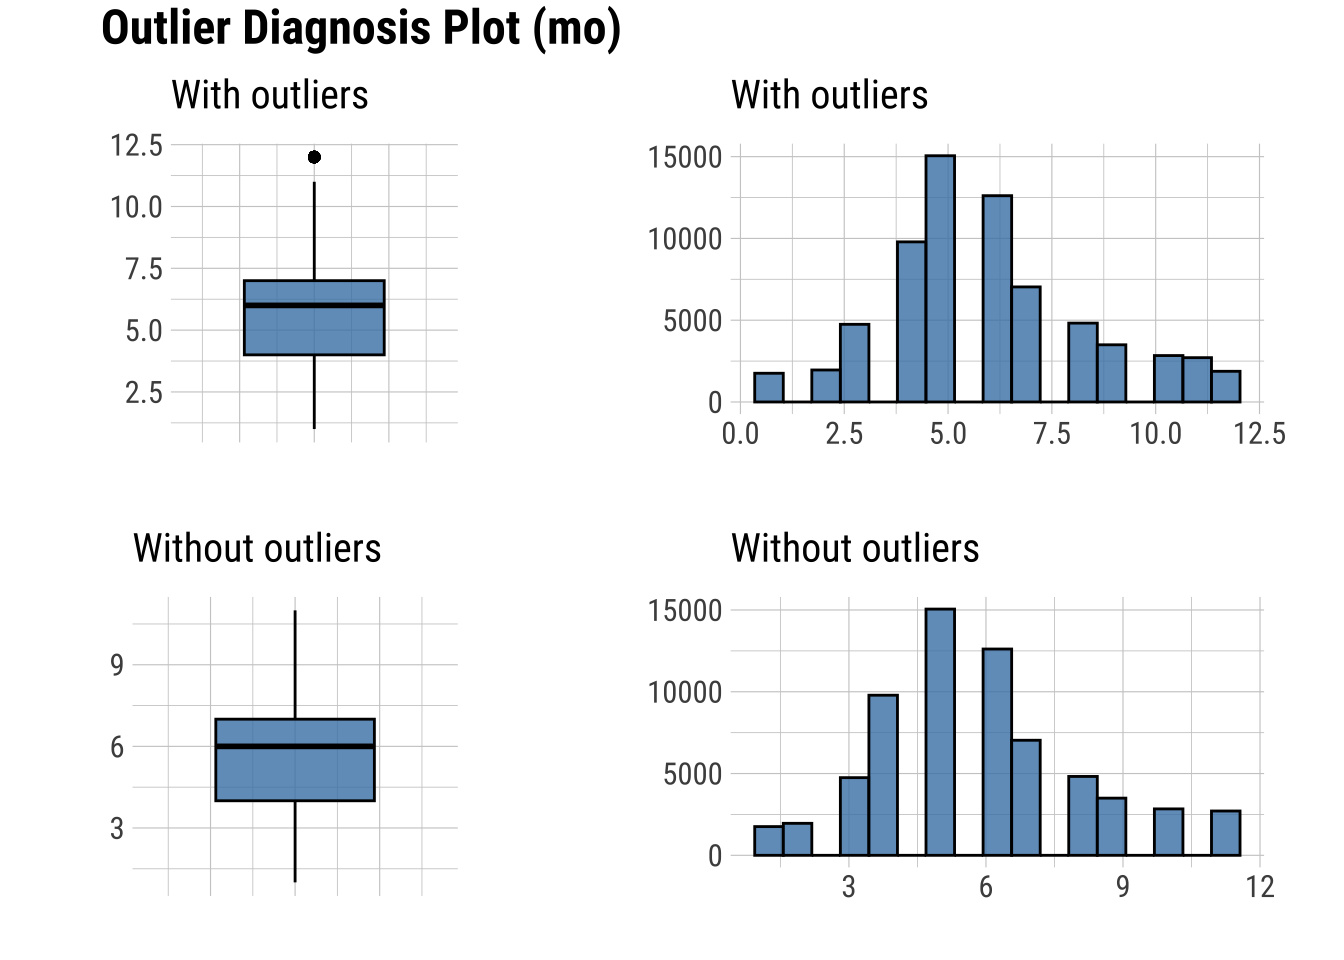 Outlier Diagnosis Plot (mo)
With outliers
12.5
10.0
7.5
5.0
2.5
With outliers
15000
10000
5000
0
0.0 2.5 5.0 7.5 10.0 12.5
Without outliers
9
6
3
Without outliers
15000
10000
5000
0
3 6 9 12